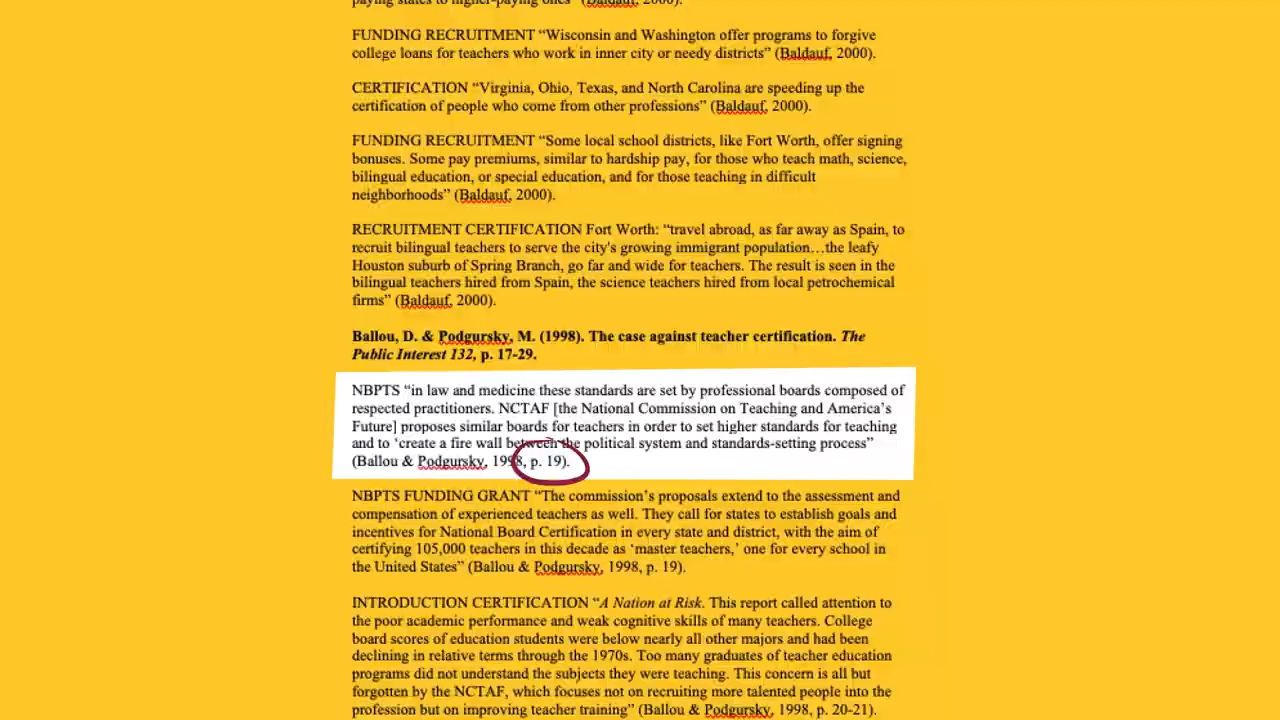 paying states to higher-paying ones” (Baldauf, 2000).
FUNDING RECRUITMENT “Wisconsin and Washington offer programs to forgive
college loans for teachers who work in inner city or needy districts” (Baldauf, 2000).
CERTIFICATION “Virginia, Ohio, Texas, and North Carolina are speeding up the
certification of people who come from other professions” (Baldauf, 2000).
FUNDING RECRUITMENT “Some local school districts, like Fort Worth, offer signing
bonuses. Some pay premiums, similar to hardship pay, for those who teach math, science,
bilingual education, or special education, and for those teaching in difficult
neighborhoods” (Baldauf, 2000).
RECRUITMENT CERTIFICATION Fort Worth: “travel abroad, as far away as Spain, to
recruit bilingual teachers to serve the city's growing immigrant population…the leafy
Houston suburb of Spring Branch, go far and wide for teachers. The result is seen in the
bilingual teachers hired from Spain, the science teachers hired from local petrochemical
firms” (Baldauf, 2000).
Ballou, D. & Podgursky, M. (1998). The case against teacher certification. The
Public Interest 132, p. 17-29.
NBPTS “in law and medicine these standards are set by professional boards composed of
respected practitioners. NCTAF [the National Commission on Teaching and America’s
Future] proposes similar boards for teachers in order to set higher standards for teaching
and to ‘create a fire wall between the political system and standards-setting process”
(Ballou & Podgursky, 1998, p. 19).
NBPTS FUNDING GRANT “The commission’s proposals extend to the assessment and
compensation of experienced teachers as well. They call for states to establish goals and
incentives for National Board Certification in every state and district, with the aim of
certifying 105,000 teachers in this decade as ‘master teachers,’ one for every school in
the United States” (Ballou & Podgursky, 1998, p. 19).
INTRODUCTION CERTIFICATION “A Nation at Risk. This report called attention to
the poor academic performance and weak cognitive skills of many teachers. College
board scores of education students were below nearly all other majors and had been
declining in relative terms through the 1970s. Too many graduates of teacher education
programs did not understand the subjects they were teaching. This concern is all but
forgotten by the NCTAF, which focuses not on recruiting more talented people into the
profession but on improving teacher training” (Ballou & Podgursky, 1998, p. 20-21).